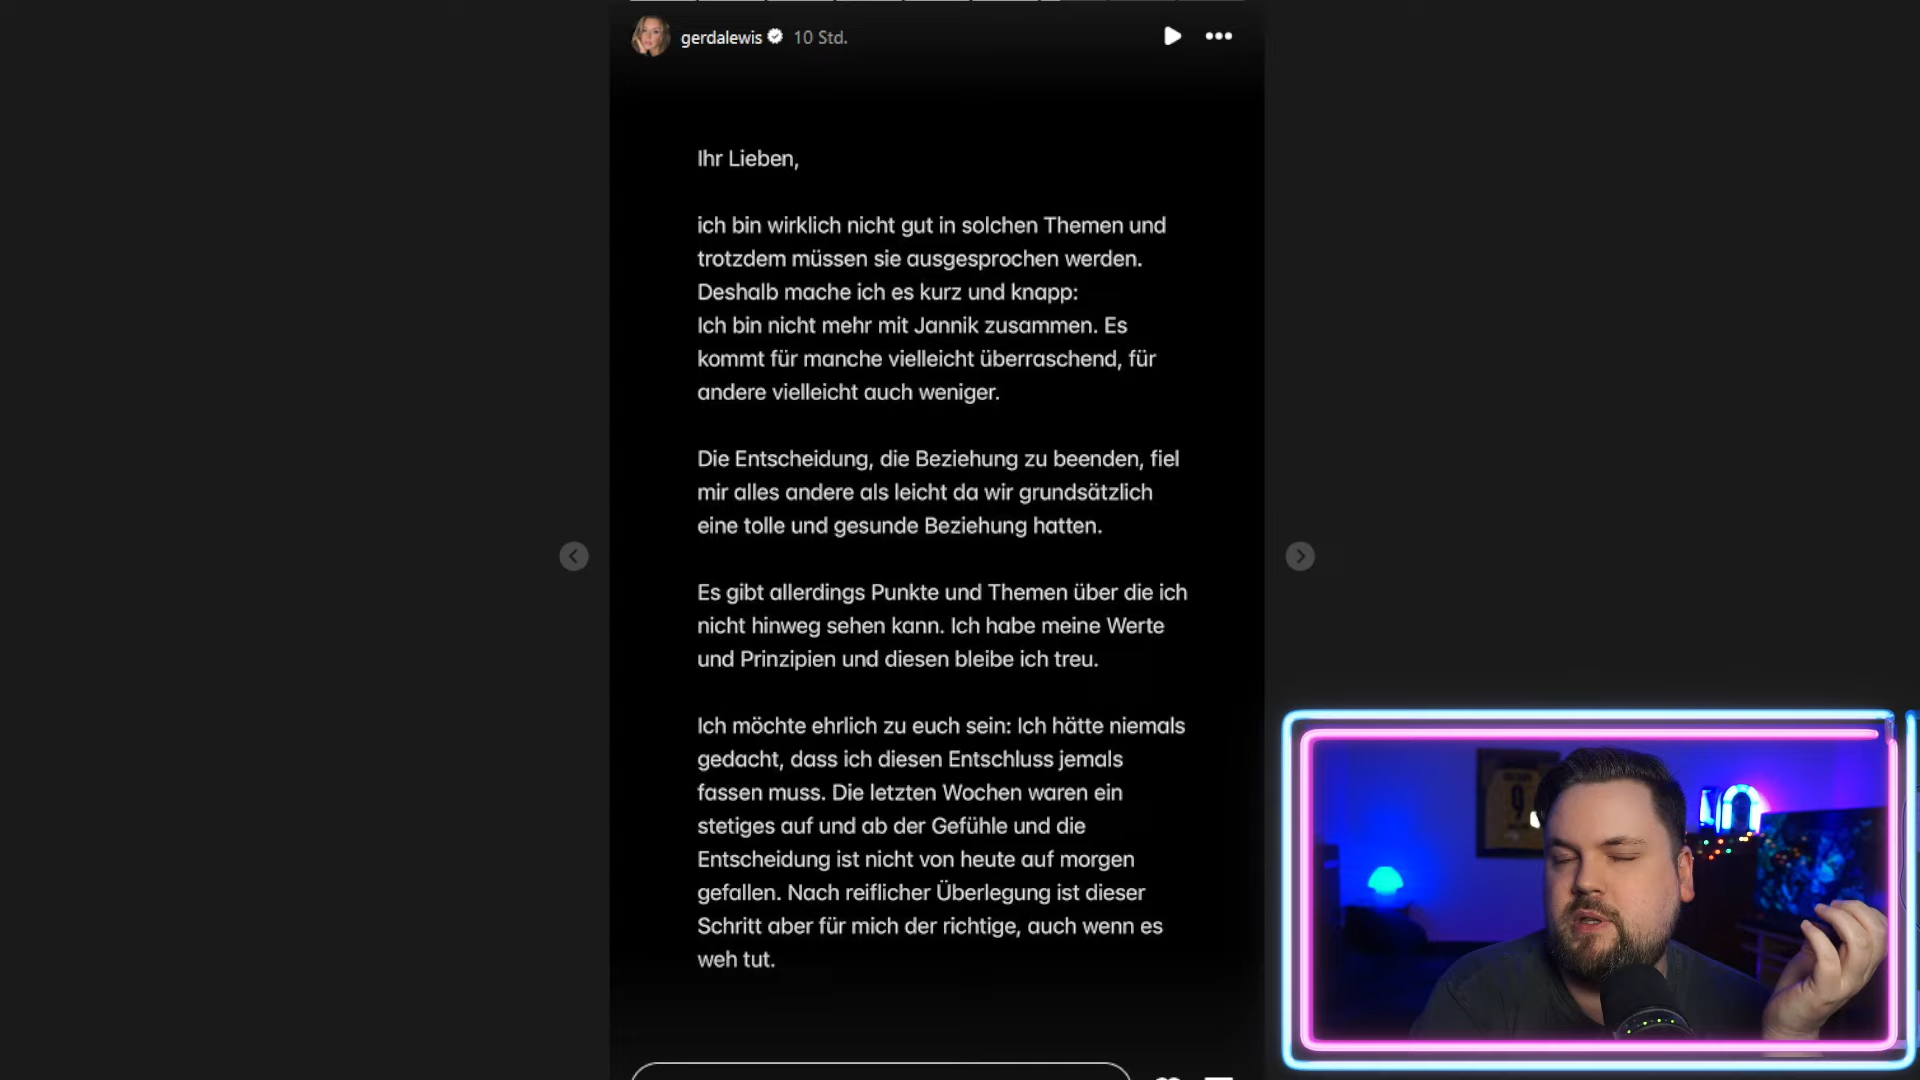 gerdalewis 10 Std.
Ihr Lieben,
ich bin wirklich nicht gut in solchen Themen und
trotzdem müssen sie ausgesprochen werden.
Deshalb mache ich es kurz und knapp:
Ich bin nicht mehr mit Jannik zusammen. Es
kommt für manche vielleicht überraschend, für
andere vielleicht auch weniger.
Die Entscheidung, die Beziehung zu beenden, fiel
mir alles andere als leicht da wir grundsätzlich
eine tolle und gesunde Beziehung hatten.
Es gibt allerdings Punkte und Themen über die ich
nicht hinweg sehen kann. Ich habe meine Werte
und Prinzipien und diesen bleibe ich treu.
Ich möchte ehrlich zu euch sein: Ich hätte niemals
gedacht, dass ich diesen Entschluss jemals
fassen muss. Die letzten Wochen waren ein
stetiges auf und ab der Gefühle und die
Entscheidung ist nicht von heute auf morgen
gefallen. Nach reiflicher Überlegung ist dieser
Schritt aber für mich der richtige, auch wenn es
weh tut.
9